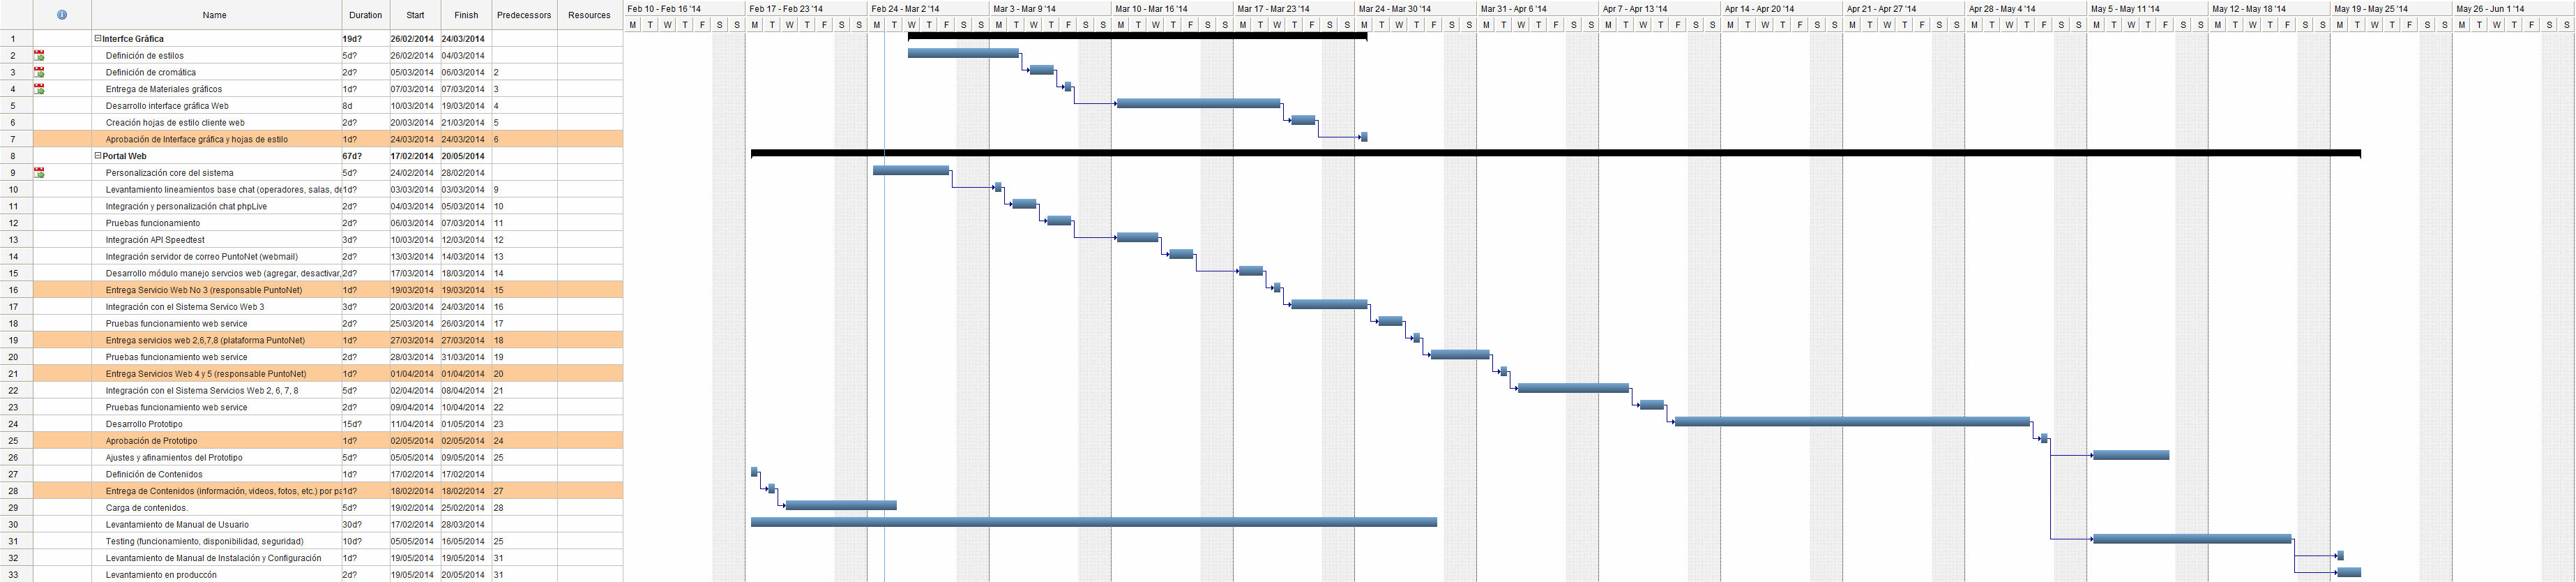 Name Duration Start Finish Predecessors Resources Feb 10 - Feb 16 '14 Feb 17 - Feb 23 '14 Feb 24 - Mar 2 '14 Mar 3 - Mar 9 '14 Mar 10 - Mar 16 '14 Mar 17 - Mar 23 '14 Mar 24 - Mar 30 '14 Mar 31 - Apr 6 '14 Apr 7 - Apr 13 '14 Apr 14 - Apr 20 '14 Apr 21 - Apr 27 '14 Apr 28 - May 4 '14 May 5 - May 11 '14 May 12 - May 18 '14 May 19 - May 25 '14 May 26 - Jun 1 '14
M T W T F S S M T W T F S S M T W T F S S M T W T F S S M T W T F S S M T W T F S S M T W T F S S M T W T F S S M T W T F S S M T W T F S S M T W T F S S M T W T F S S M T W T F S S M T W T F S S M T W T F S S M T W T F S S
1 Interfce Gráfica 19d? 26/02/2014 24/03/2014
2 Definición de estilos 5d? 26/02/2014 04/03/2014
3 Definición de cromática 2d? 05/03/2014 06/03/2014 2
4 Entrega de Materiales gráficos 1d? 07/03/2014 07/03/2014 3
5 Desarrollo interface gráfica Web 8d 10/03/2014 19/03/2014 4
6 Creación hojas de estilo cliente web 2d? 20/03/2014 21/03/2014 5
7 Aprobación de Interface gráfica y hojas de estilo 1d? 24/03/2014 24/03/2014 6
8 Portal Web 67d? 17/02/2014 20/05/2014
9 Personalización core del sistema 5d? 24/02/2014 28/02/2014
10 Levantamiento lineamientos base chat (operadores, salas, de 1d? 03/03/2014 03/03/2014 9
11 Integración y personalización chat phpLive 2d? 04/03/2014 05/03/2014 10
12 Pruebas funcionamiento 2d? 06/03/2014 07/03/2014 11
13 Integración API Speedtest 3d? 10/03/2014 12/03/2014 12
14 Integración servidor de correo PuntoNet (webmail) 2d? 13/03/2014 14/03/2014 13
15 Desarrollo módulo manejo servcios web (agregar, desactivar, 2d? 17/03/2014 18/03/2014 14
16 Entrega Servicio Web No 3 (responsable PuntoNet) 1d? 19/03/2014 19/03/2014 15
17 Integración con el Sistema Servico Web 3 3d? 20/03/2014 24/03/2014 16
18 Pruebas funcionamiento web service 2d? 25/03/2014 26/03/2014 17
19 Entrega servicios web 2,6,7,8 (plataforma PuntoNet) 1d? 27/03/2014 27/03/2014 18
20 Pruebas funcionamiento web service 2d? 28/03/2014 31/03/2014 19
21 Entrega Servicios Web 4 y 5 (responsable PuntoNet) 1d? 01/04/2014 01/04/2014 20
22 Integración con el Sistema Servicios Web 2, 6, 7, 8 5d? 02/04/2014 08/04/2014 21
23 Pruebas funcionamiento web service 2d? 09/04/2014 10/04/2014 22
24 Desarrollo Prototipo 15d? 11/04/2014 01/05/2014 23
25 Aprobación de Prototipo 1d? 02/05/2014 02/05/2014 24
26 Ajustes y afinamientos del Prototipo 5d? 05/05/2014 09/05/2014 25
27 Definición de Contenidos 1d? 17/02/2014 17/02/2014
28 Entrega de Contenidos (información, videos, fotos, etc.) por pa 1d? 18/02/2014 18/02/2014 27
29 Carga de contenidos. 5d? 19/02/2014 25/02/2014 28
30 Levantamiento de Manual de Usuario 30d? 17/02/2014 28/03/2014
31 Testing (funcionamiento, disponibilidad, seguridad) 10d? 05/05/2014 16/05/2014 25
32 Levantamiento de Manual de Instalación y Configuración 1d? 19/05/2014 19/05/2014 31
33 Levantamiento en produccón 2d? 19/05/2014 20/05/2014 31